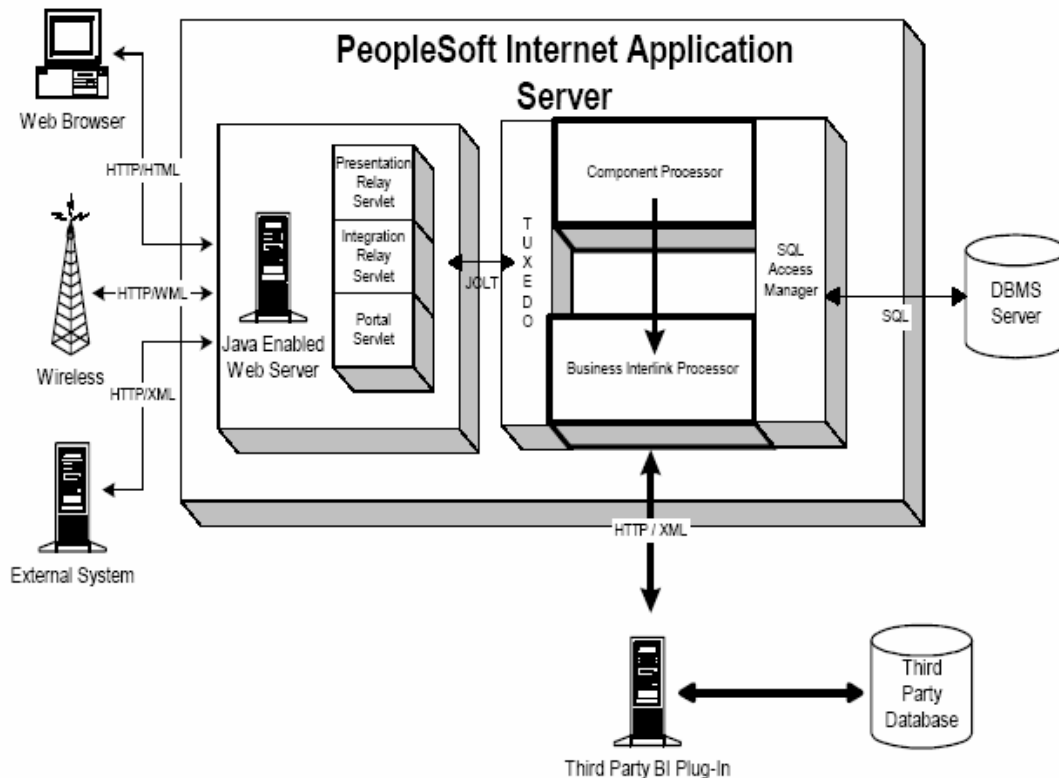 PeopleSoft Internet Application
Server
Web Browser
HTTP/HTML
Presentation
Relay
Servlet
Integration
Relay
Servlet
Portal
Servlet
Java Enabled
Web Server
HTTP/WML
Wireless
HTTP/XML
External System
JOLT
TUXEDO
Component Processor
Business Interlink Processor
SQL
Access
Manager
SQL
DBMS
Server
HTTP / XML
Third Party BI Plug-In
Third
Party
Database